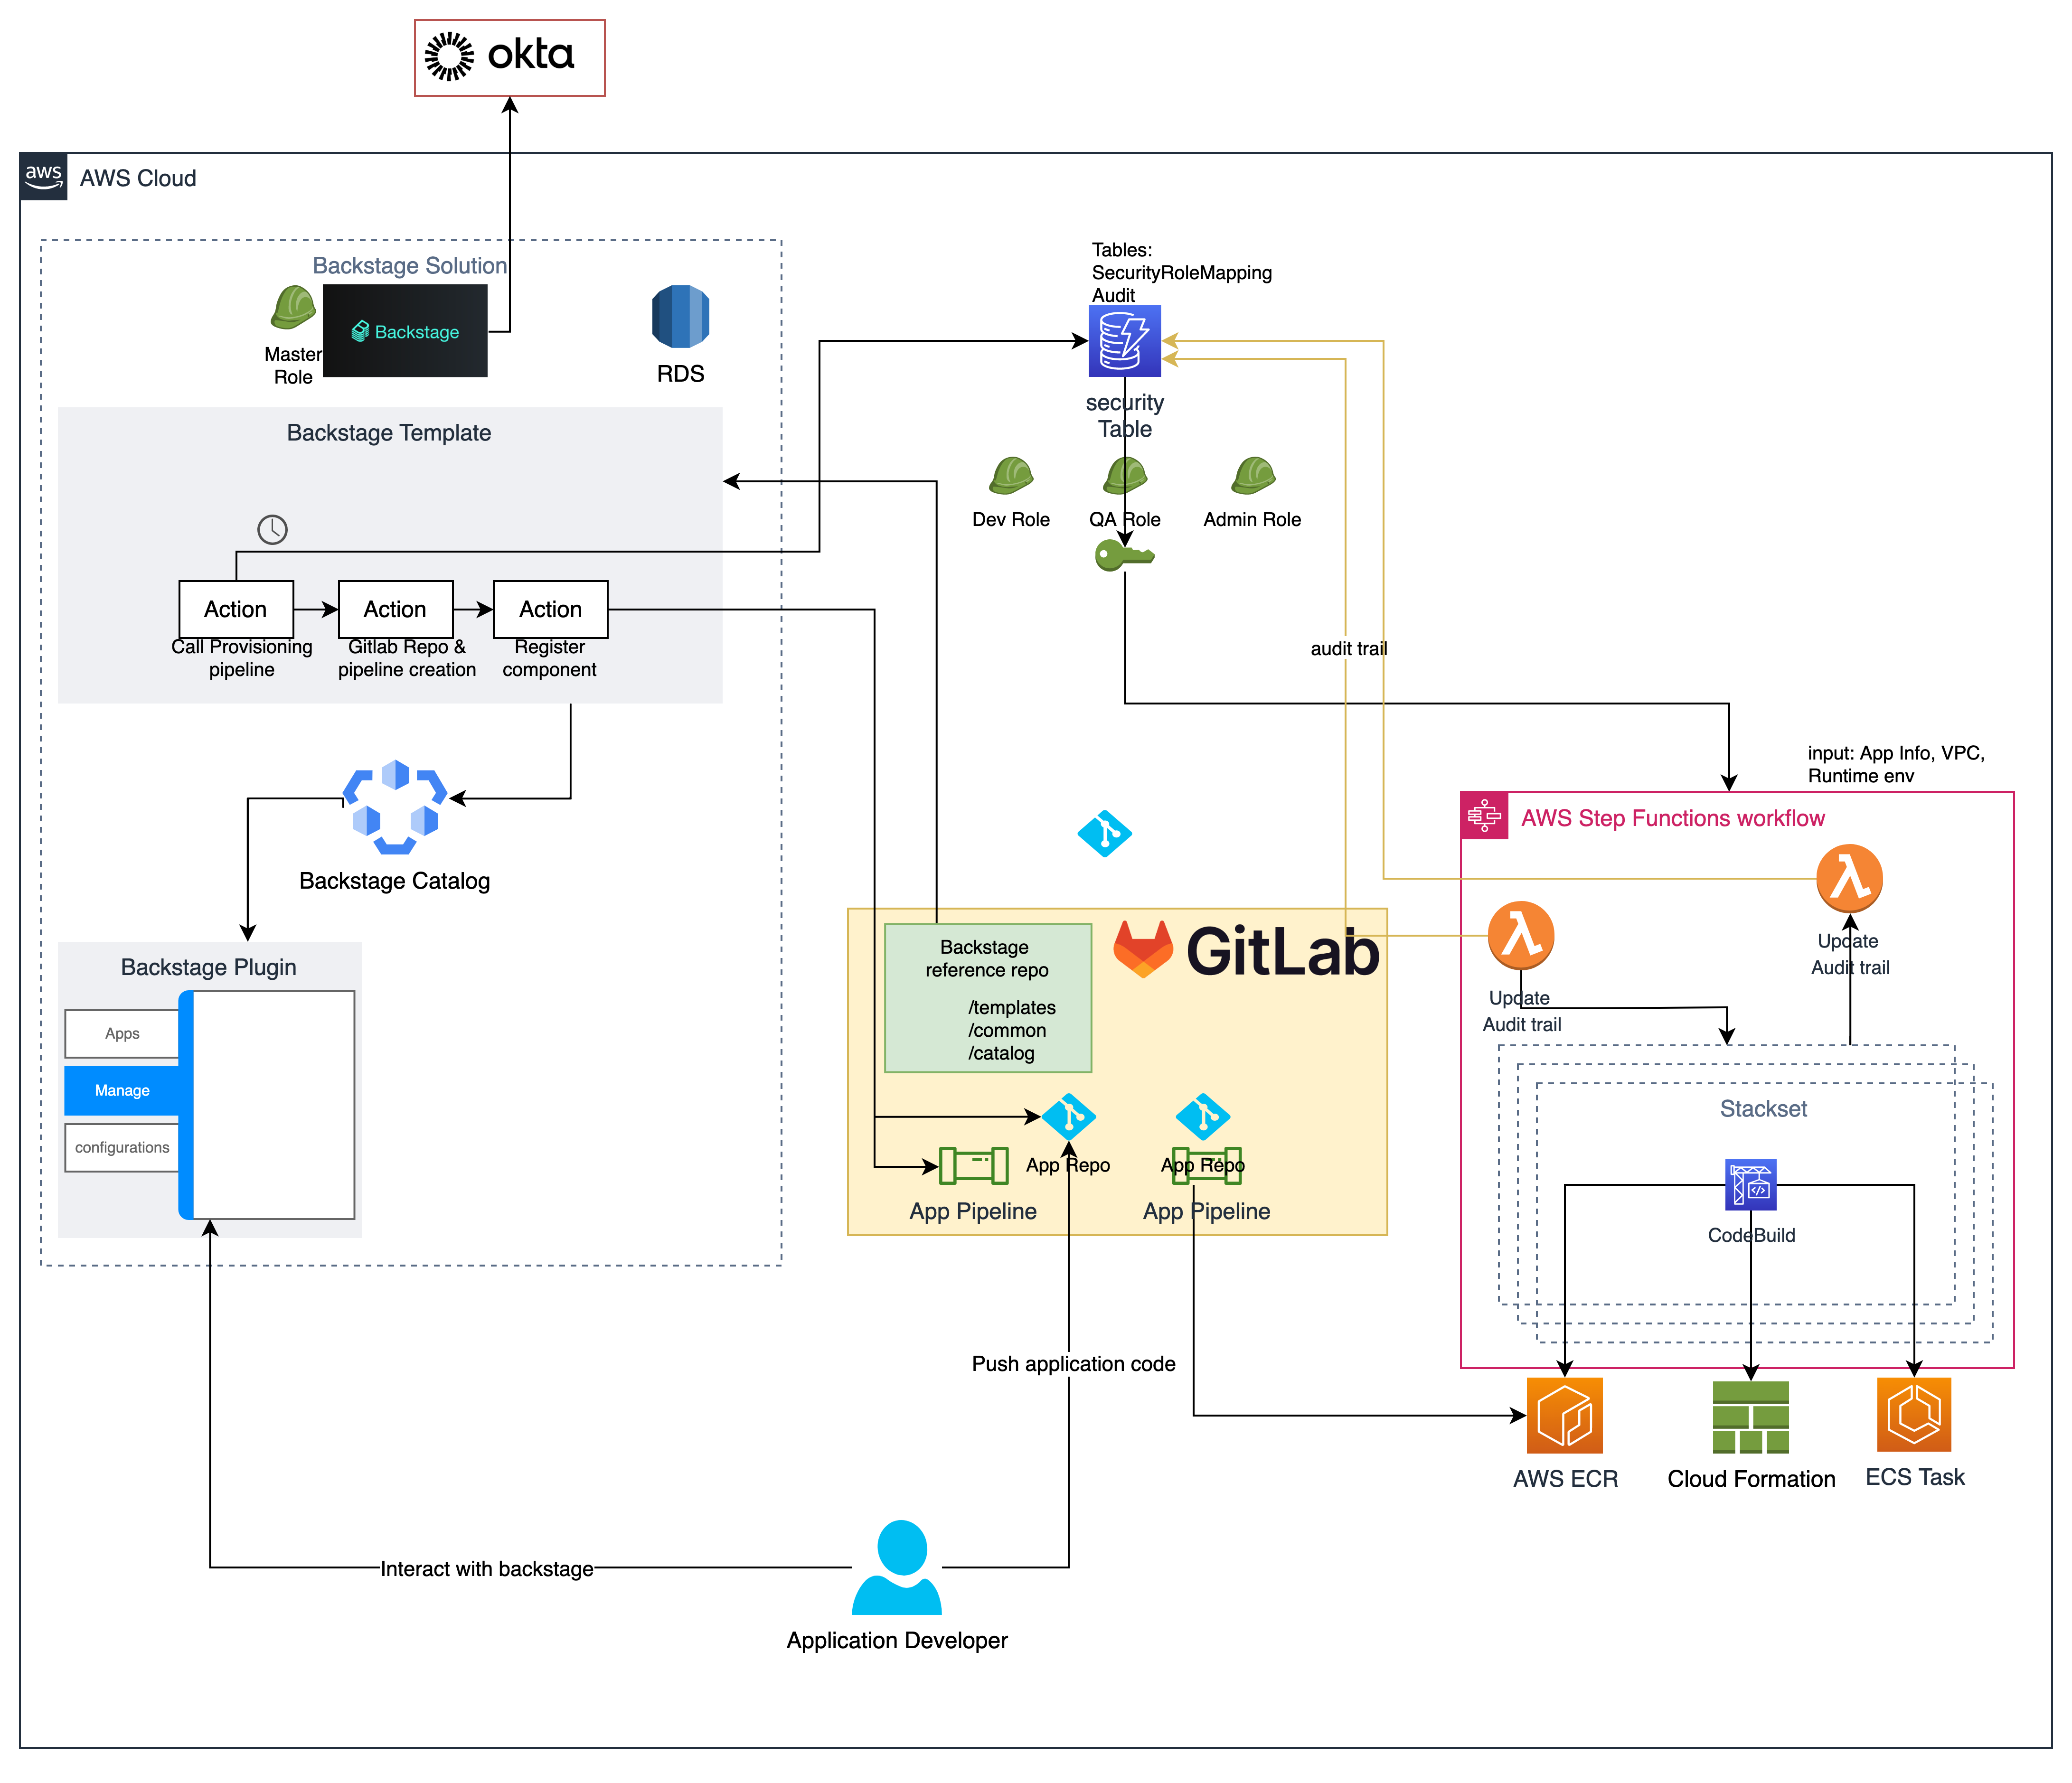 okta
aws
AWS Cloud
Backstage Solution
Backstage
Master
Role
RDS
Tables:
SecurityRoleMapping
Audit
security
Table
Dev Role
QA Role
Admin Role
Backstage Template
Action
Action
Action
Call Provisioning
pipeline
Gitlab Repo &
pipeline creation
Register
component
audit trail
input: App Info, VPC,
Runtime env
AWS Step Functions workflow
Update
Audit trail
Update
Audit trail
Stackset
</>
CodeBuild
Backstage Catalog
Backstage Plugin
Apps
Manage
configurations
GitLab
Backstage
reference repo
/templates
/common
/catalog
App Repo
App Repo
App Pipeline
App Pipeline
Push application code
AWS ECR
Cloud Formation
ECS Task
Interact with backstage
Application Developer